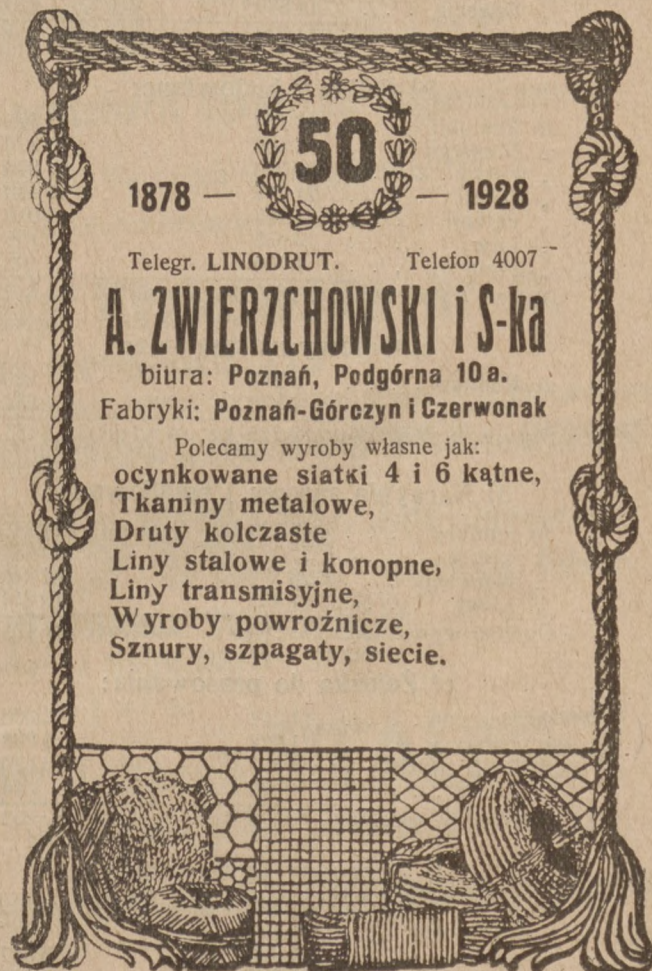 50
1878 — — 1928
Telegr. LINODRUT. Telefon 4007
A. ZWIERZCHOWSKI i S-ka
biura: Poznań, Podgórna 10 a.
Fabryki: Poznań-Górczyn i Czerwonak
Polecamy wyroby własne jak:
ocynkowane siatki 4 i 6 kątne,
Tkaniny metalowe,
Druty kolczaste
Liny stalowe i konopne,
Liny transmisyjne,
Wyroby powroźnicze,
Sznury, szpagaty, siecie.